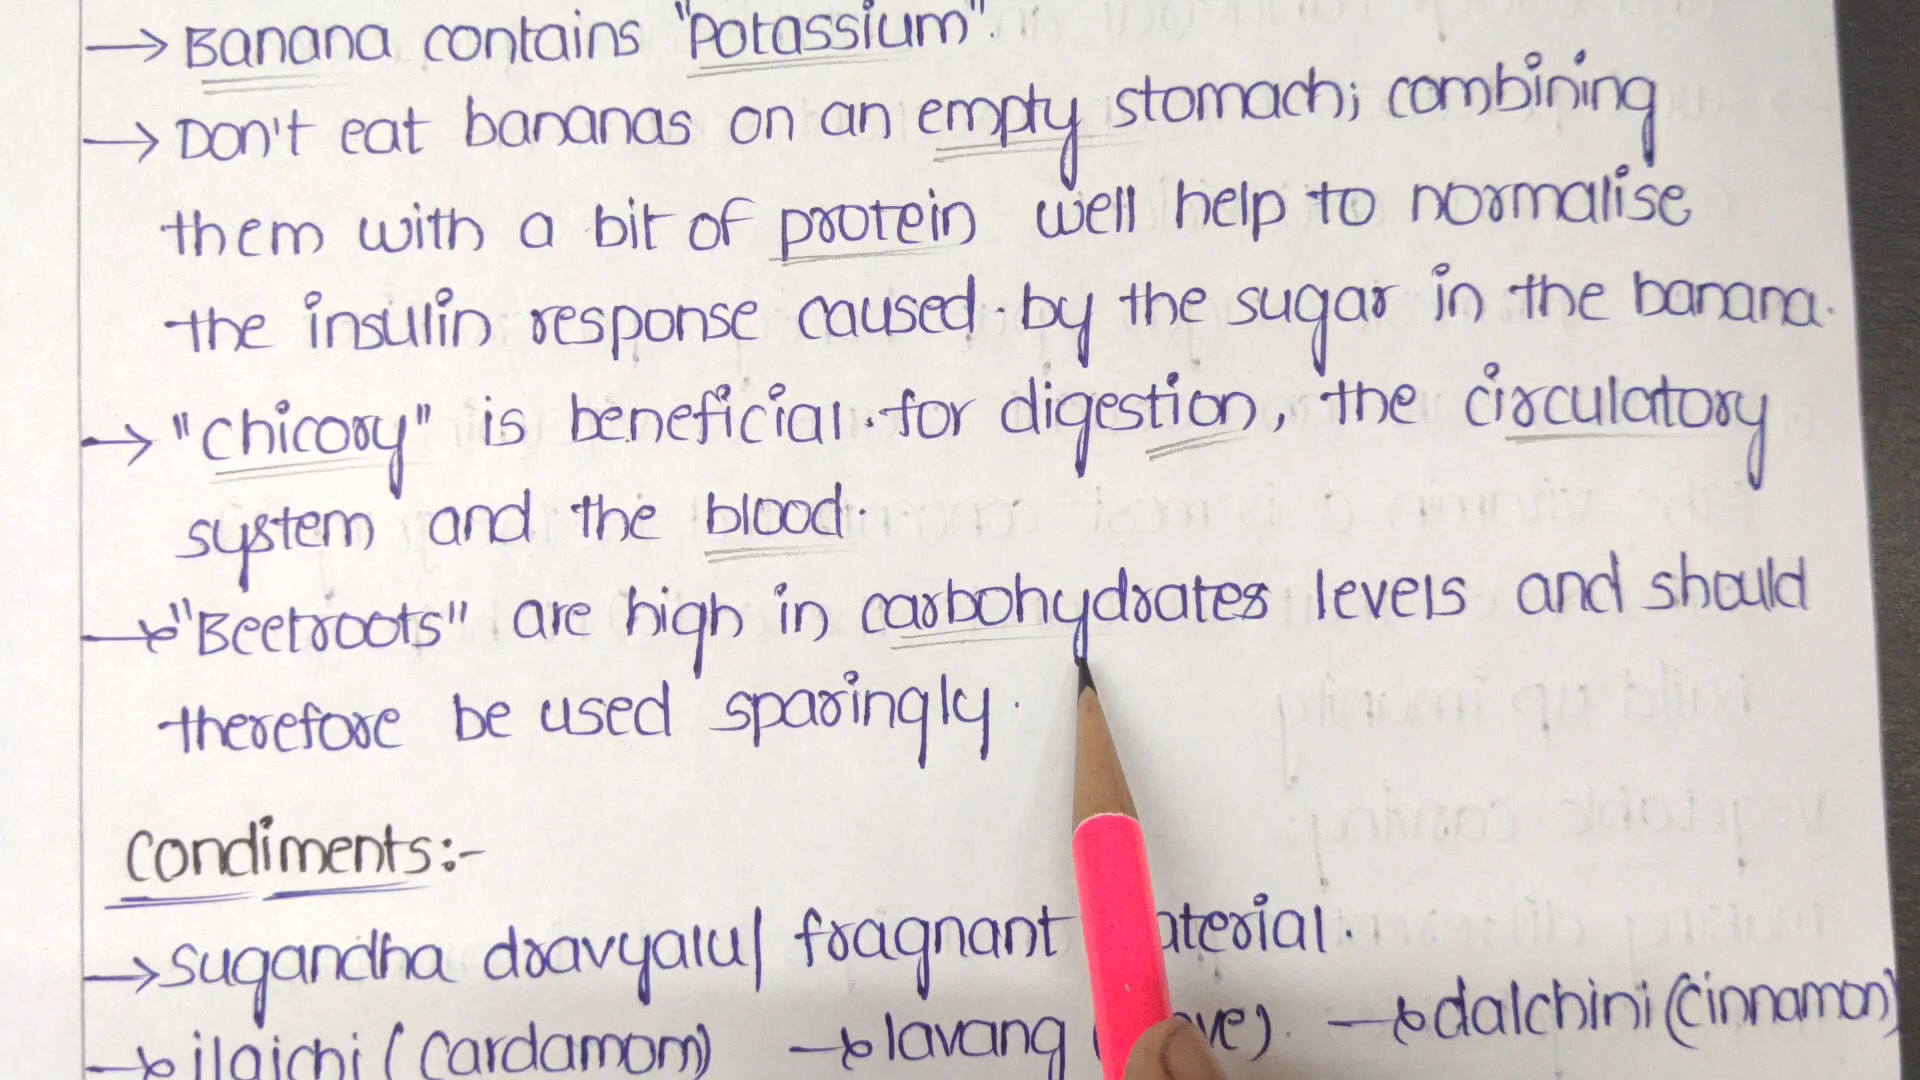 → Banana contains "Potassium".
→ Don't eat bananas on an empty stomach; combining
them with a bit of protein well help to normalise
the insulin response caused by the sugar in the banana.
→ "chicory" is beneficial for digestion, the circulatory
system and the blood.
→ "Beetroots" are high in carbohydrates levels and should
therefore be used sparingly.
Condiments:-
→ sugandha dravyalu/ fragnant aterial.
→ ilaichi (Cardamom) → lavang ( ve) → dalchini (Cinnamon)